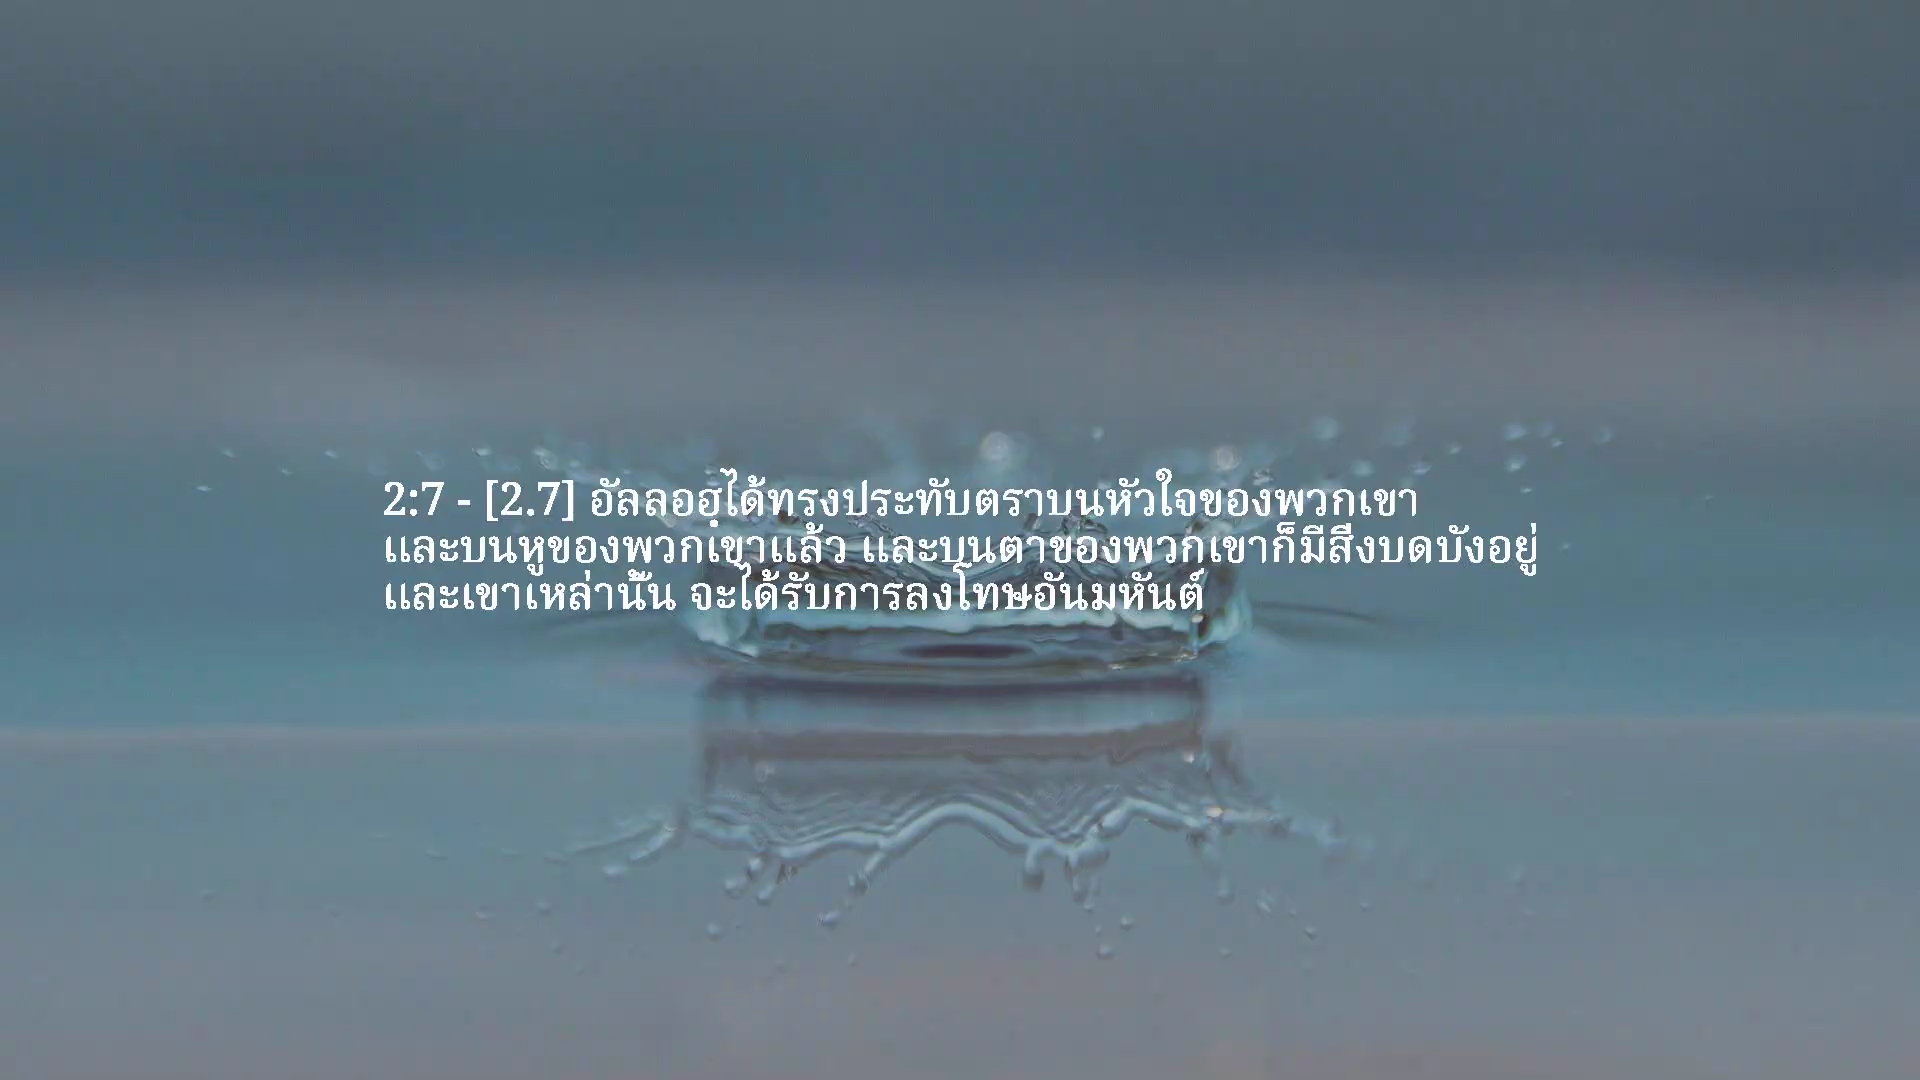 2:7 - [2.7] อัลลอฮฺได้ทรงประทับตราบนหัวใจของพวกเขา
และบนหูของพวกเขาแล้ว และบนตาของพวกเขาก็มีสิ่งบดบังอยู่
และเขาเหล่านั้น จะได้รับการลงโทษอันมหันต์